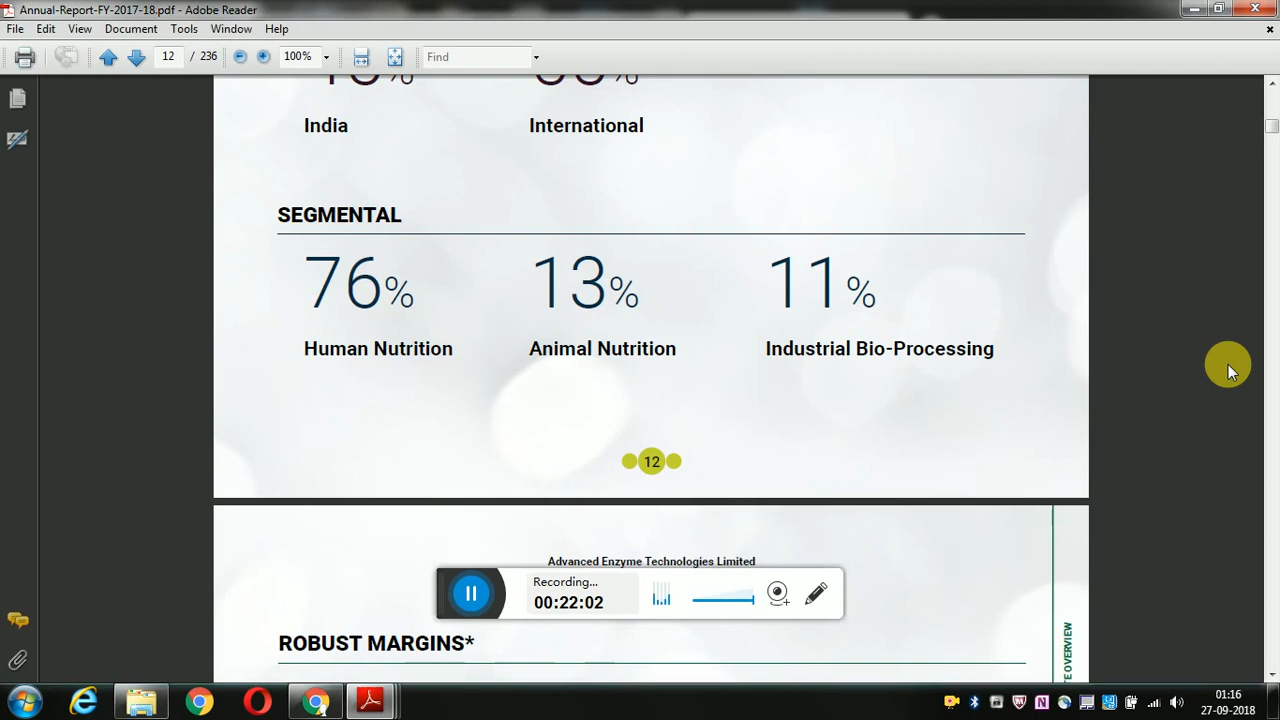 Annual-Report-FY-2017-18.pdf - Adobe Reader
File Edit View Document Tools Window Help
12 / 236 100% Find
India International
SEGMENTAL
76% 13% 11%
Human Nutrition Animal Nutrition Industrial Bio-Processing
12
Advanced Enzyme Technologies Limited
Recording...
00:22:02
ROBUST MARGINS*
TE OVERVIEW
01:16
27-09-2018